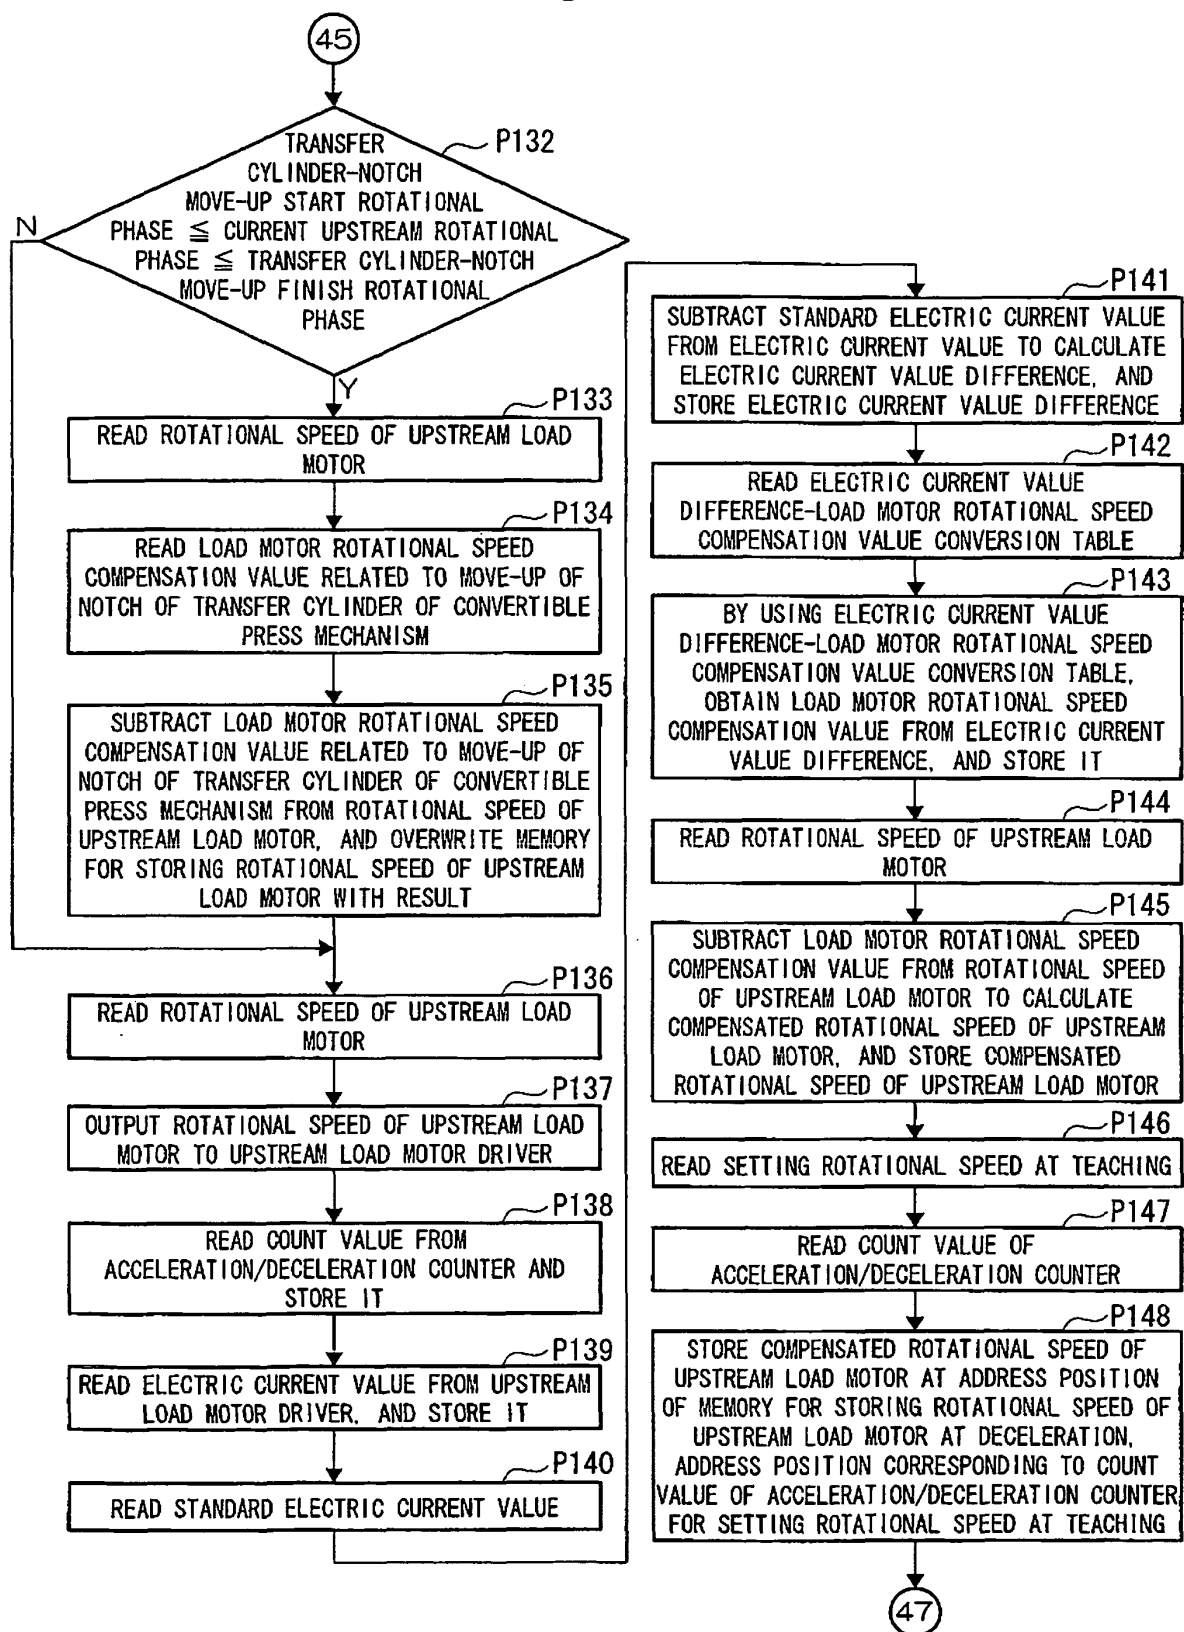 45
P132
TRANSFER
CYLINDER-NOTCH
MOVE-UP START ROTATIONAL
PHASE ≦ CURRENT UPSTREAM ROTATIONAL
PHASE ≦ TRANSFER CYLINDER-NOTCH
MOVE-UP FINISH ROTATIONAL
PHASE
N
Y
P133
READ ROTATIONAL SPEED OF UPSTREAM LOAD
MOTOR
P134
READ LOAD MOTOR ROTATIONAL SPEED
COMPENSATION VALUE RELATED TO MOVE-UP OF
NOTCH OF TRANSFER CYLINDER OF CONVERTIBLE
PRESS MECHANISM
P135
SUBTRACT LOAD MOTOR ROTATIONAL SPEED
COMPENSATION VALUE RELATED TO MOVE-UP OF
NOTCH OF TRANSFER CYLINDER OF CONVERTIBLE
PRESS MECHANISM FROM ROTATIONAL SPEED OF
UPSTREAM LOAD MOTOR, AND OVERWRITE MEMORY
FOR STORING ROTATIONAL SPEED OF UPSTREAM
LOAD MOTOR WITH RESULT
P136
READ ROTATIONAL SPEED OF UPSTREAM LOAD
MOTOR
P137
OUTPUT ROTATIONAL SPEED OF UPSTREAM LOAD
MOTOR TO UPSTREAM LOAD MOTOR DRIVER
P138
READ COUNT VALUE FROM
ACCELERATION/DECELERATION COUNTER AND
STORE IT
P139
READ ELECTRIC CURRENT VALUE FROM UPSTREAM
LOAD MOTOR DRIVER, AND STORE IT
P140
READ STANDARD ELECTRIC CURRENT VALUE
P141
SUBTRACT STANDARD ELECTRIC CURRENT VALUE
FROM ELECTRIC CURRENT VALUE TO CALCULATE
ELECTRIC CURRENT VALUE DIFFERENCE, AND
STORE ELECTRIC CURRENT VALUE DIFFERENCE
P142
READ ELECTRIC CURRENT VALUE
DIFFERENCE-LOAD MOTOR ROTATIONAL SPEED
COMPENSATION VALUE CONVERSION TABLE
P143
BY USING ELECTRIC CURRENT VALUE
DIFFERENCE-LOAD MOTOR ROTATIONAL SPEED
COMPENSATION VALUE CONVERSION TABLE,
OBTAIN LOAD MOTOR ROTATIONAL SPEED
COMPENSATION VALUE FROM ELECTRIC CURRENT
VALUE DIFFERENCE, AND STORE IT
P144
READ ROTATIONAL SPEED OF UPSTREAM LOAD
MOTOR
P145
SUBTRACT LOAD MOTOR ROTATIONAL SPEED
COMPENSATION VALUE FROM ROTATIONAL SPEED
OF UPSTREAM LOAD MOTOR TO CALCULATE
COMPENSATED ROTATIONAL SPEED OF UPSTREAM
LOAD MOTOR, AND STORE COMPENSATED
ROTATIONAL SPEED OF UPSTREAM LOAD MOTOR
P146
READ SETTING ROTATIONAL SPEED AT TEACHING
P147
READ COUNT VALUE OF
ACCELERATION/DECELERATION COUNTER
P148
STORE COMPENSATED ROTATIONAL SPEED OF
UPSTREAM LOAD MOTOR AT ADDRESS POSITION
OF MEMORY FOR STORING ROTATIONAL SPEED OF
UPSTREAM LOAD MOTOR AT DECELERATION,
ADDRESS POSITION CORRESPONDING TO COUNT
VALUE OF ACCELERATION/DECELERATION COUNTER
FOR SETTING ROTATIONAL SPEED AT TEACHING
47